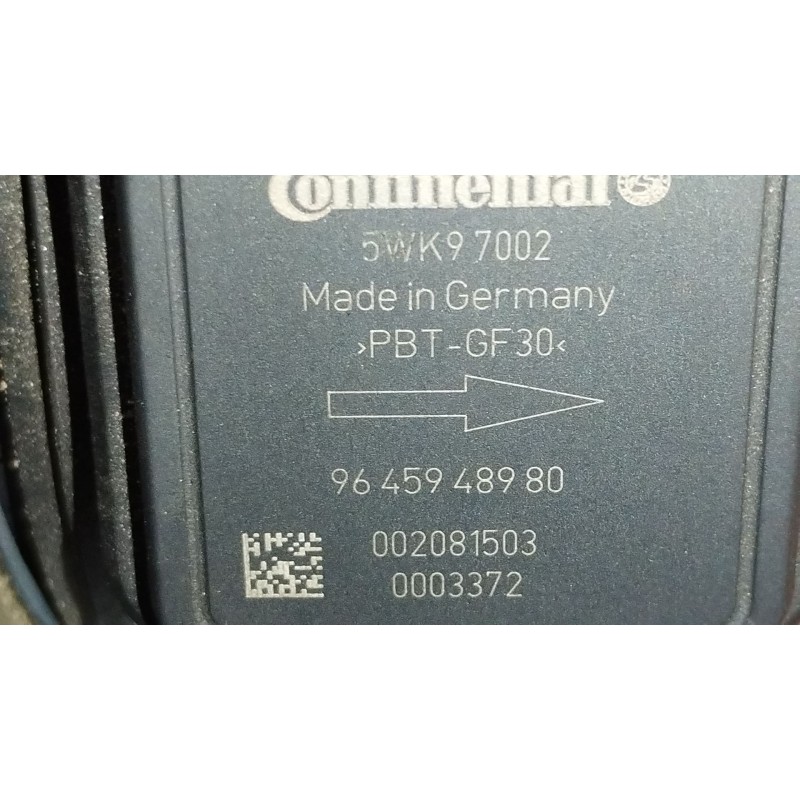 Continental
5WK9 7002
Made in Germany
>PBT-GF30<
96 459 489 80
002081503
0003372